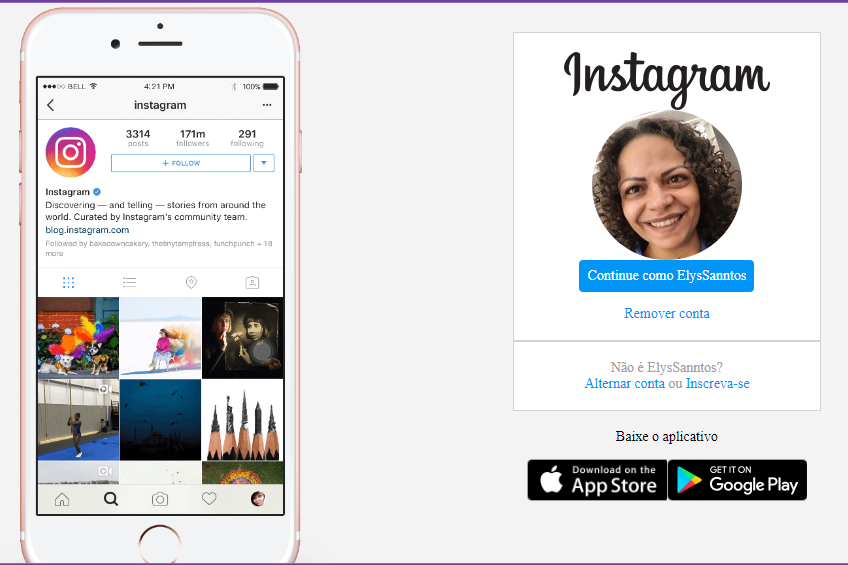 BELL 4:21 PM 100%
instagram
3314 171m 291
posts followers following
+ FOLLOW
Instagram
Discovering — and telling — stories from around the
world. Curated by Instagram's community team.
blog.instagram.com
Followed by bakedowncakery, thetinytemptress, funchpunch + 18
more
Instagram
Continue como ElysSanntos
Remover conta
Não é ElysSanntos?
Alternar conta ou Inscreva-se
Baixe o aplicativo
Download on the
App Store
GET IT ON
Google Play